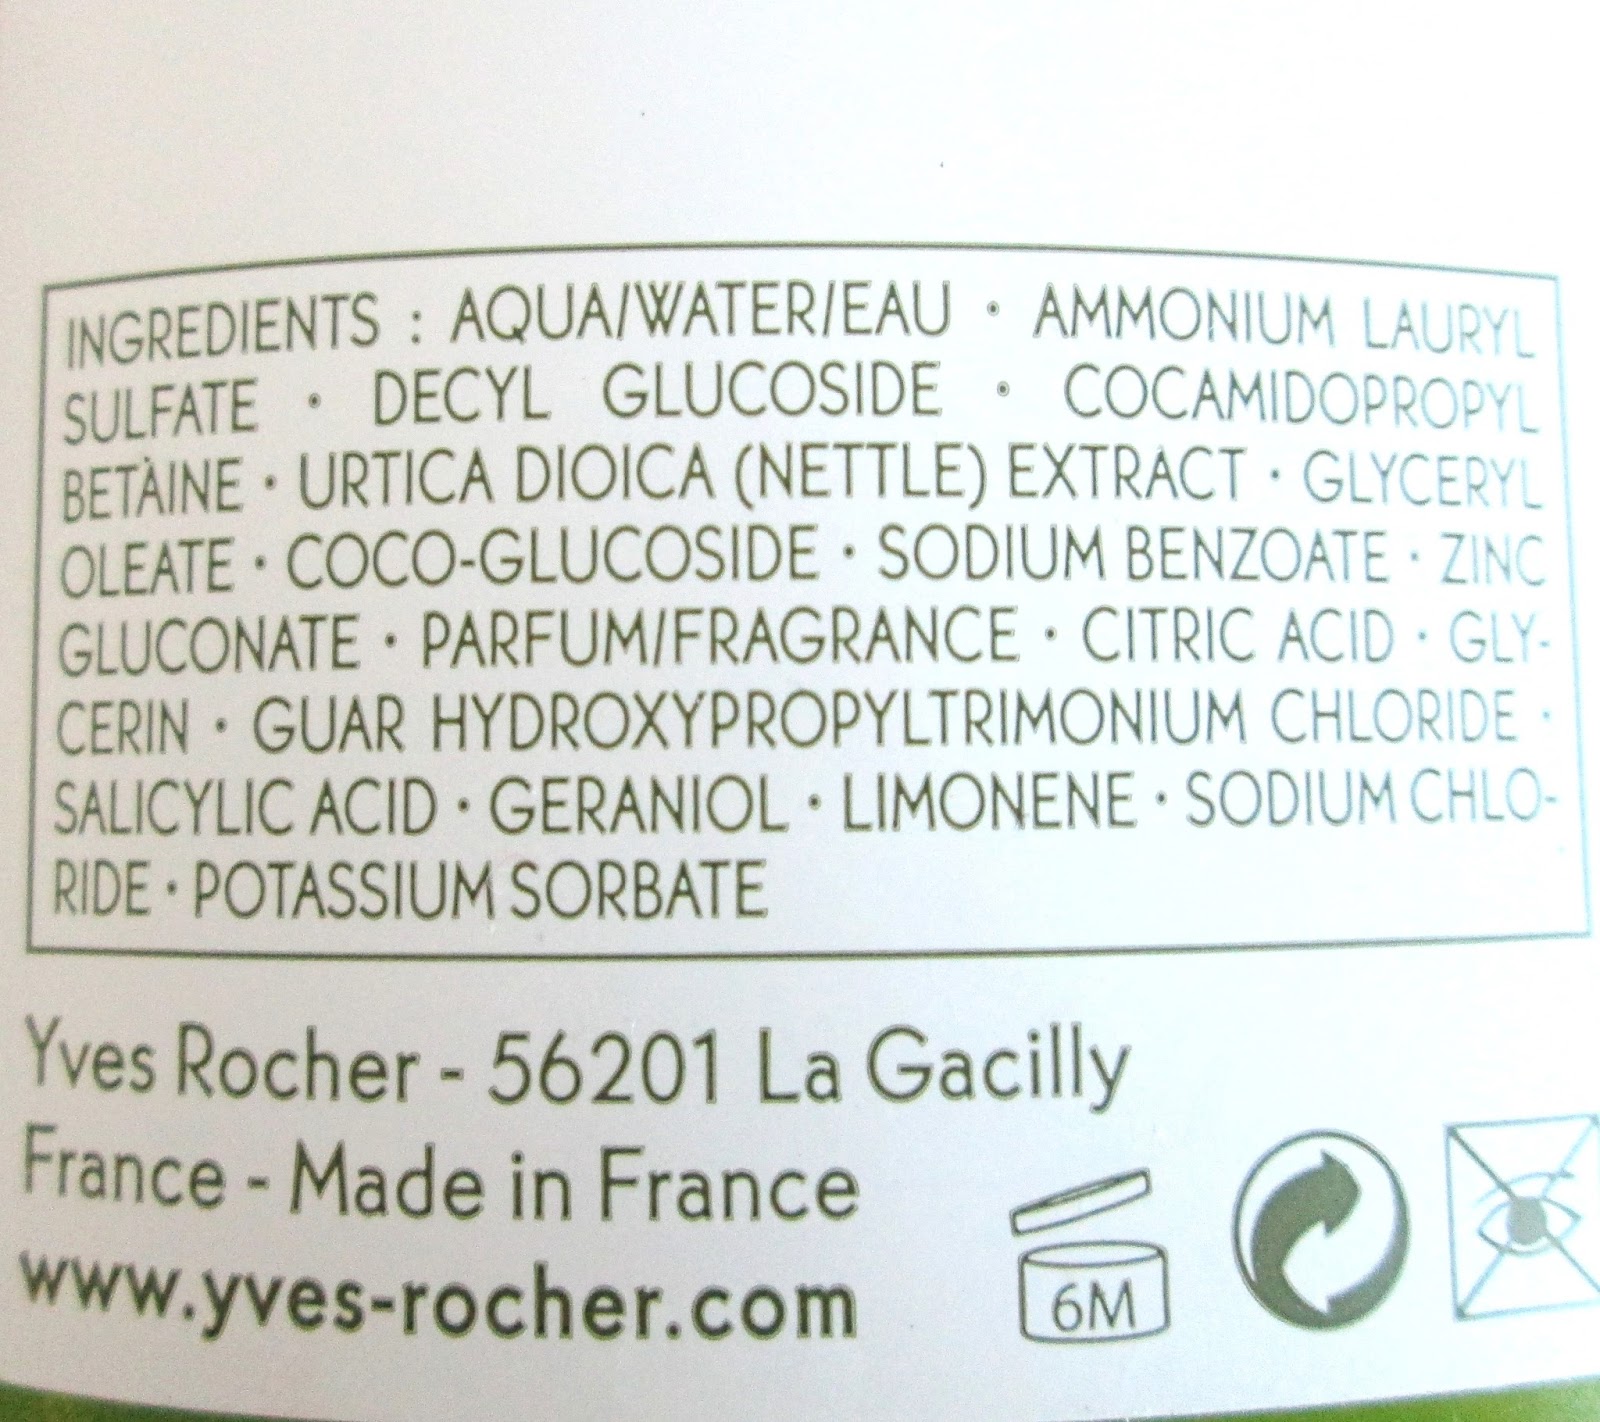 INGREDIENTS : AQUA/WATER/EAU • AMMONIUM LAURYL
SULFATE • DECYL GLUCOSIDE • COCAMIDOPROPYL
BETAINE • URTICA DIOICA (NETTLE) EXTRACT • GLYCERYL
OLEATE • COCO-GLUCOSIDE • SODIUM BENZOATE • ZINC
GLUCONATE • PARFUM/FRAGRANCE • CITRIC ACID • GLY-
CERIN • GUAR HYDROXYPROPYLTRIMONIUM CHLORIDE •
SALICYLIC ACID • GERANIOL • LIMONENE • SODIUM CHLO-
RIDE • POTASSIUM SORBATE
Yves Rocher - 56201 La Gacilly
France - Made in France
www.yves-rocher.com
6M